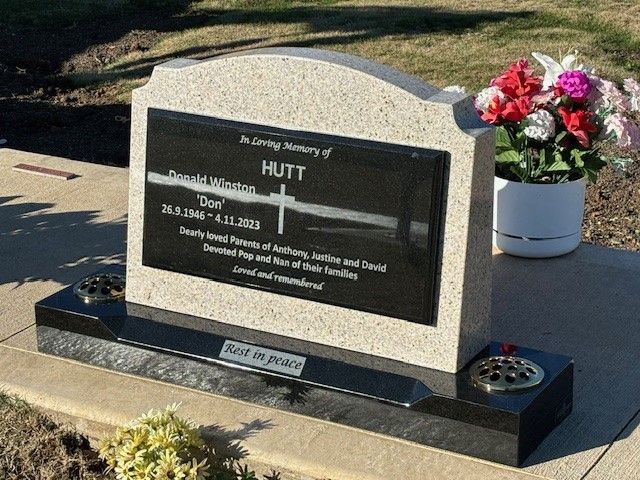 In Loving Memory of
HUTT
Donald Winston
'Don'
26.9.1946 ~ 4.11.2023
Dearly loved Parents of Anthony, Justine and David
Devoted Pop and Nan of their families
Loved and remembered
Rest in peace